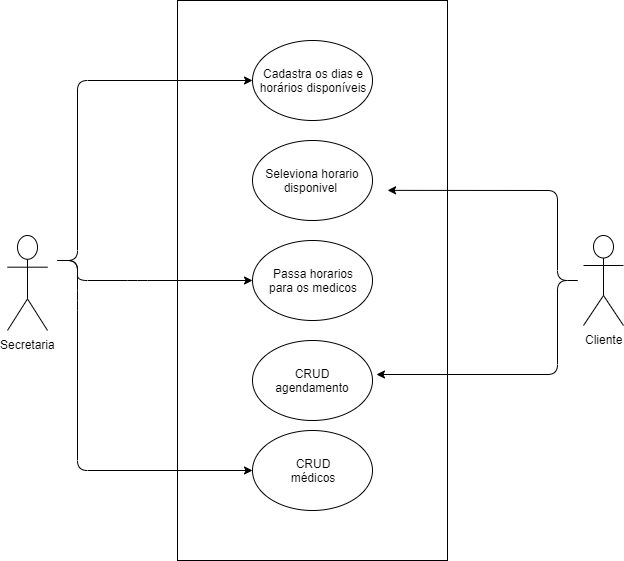 Cadastra os dias e
horários disponíveis
Seleviona horario
disponivel
Passa horarios
para os medicos
CRUD
agendamento
CRUD
médicos
Secretaria
Cliente